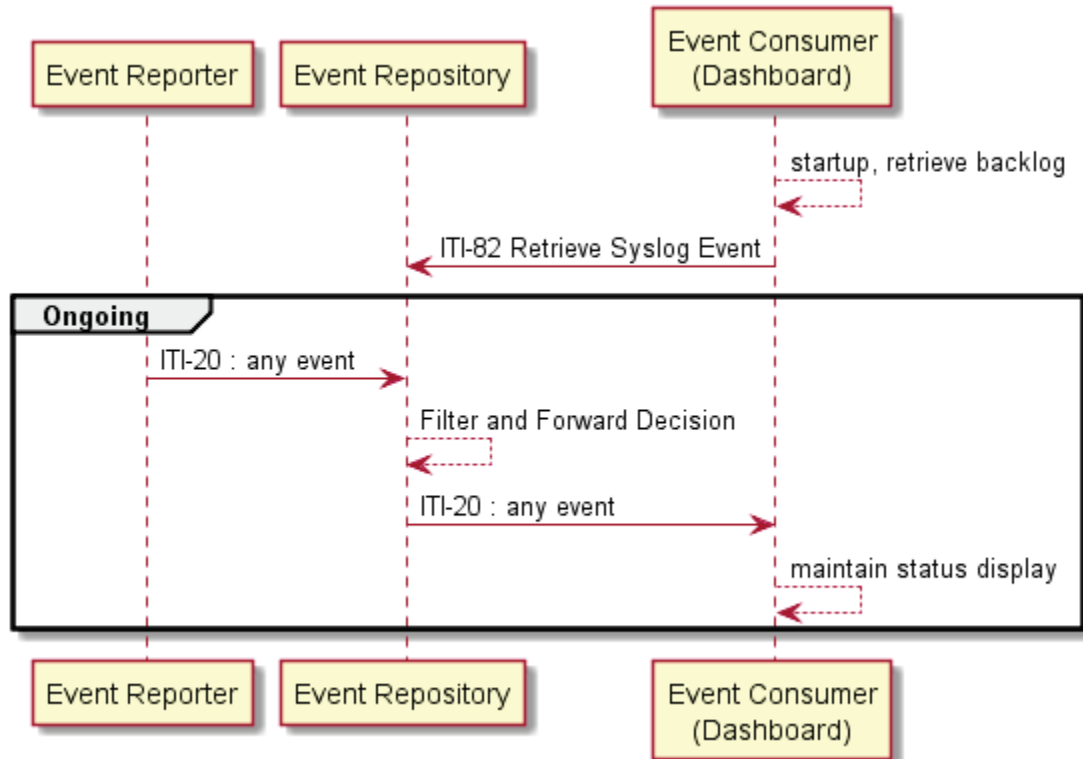 Event Reporter
Event Repository
Event Consumer
(Dashboard)
startup, retrieve backlog
ITI-82 Retrieve Syslog Event
Ongoing
ITI-20 : any event
Filter and Forward Decision
ITI-20 : any event
maintain status display
Event Reporter
Event Repository
Event Consumer
(Dashboard)